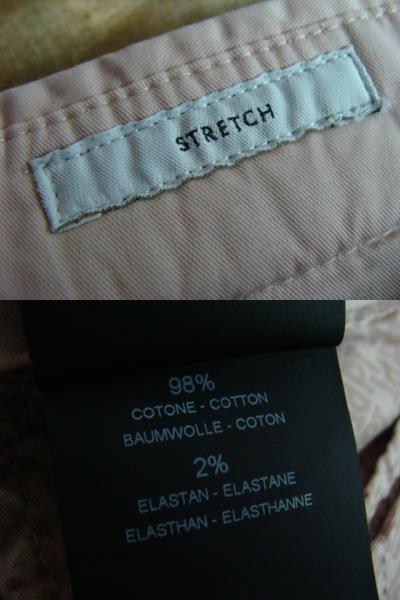 STRETCH
98%
COTONE - COTTON
BAUMWOLLE - COTON
2%
ELASTAN - ELASTANE
ELASTHAN - ELASTHANNE